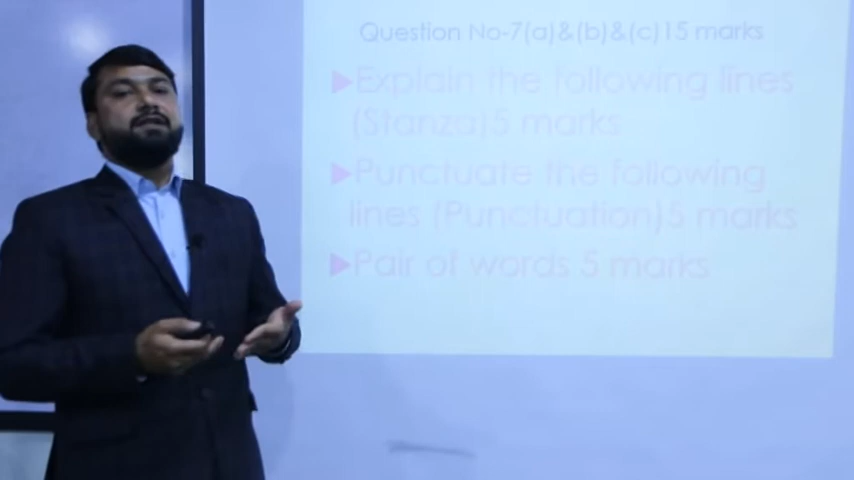 Question No-7(a)&(b)&(c)15 marks
Explain the following lines
(Stanza)5 marks
Punctuate the following
lines (Punctuation)5 marks
Pair of words 5 marks